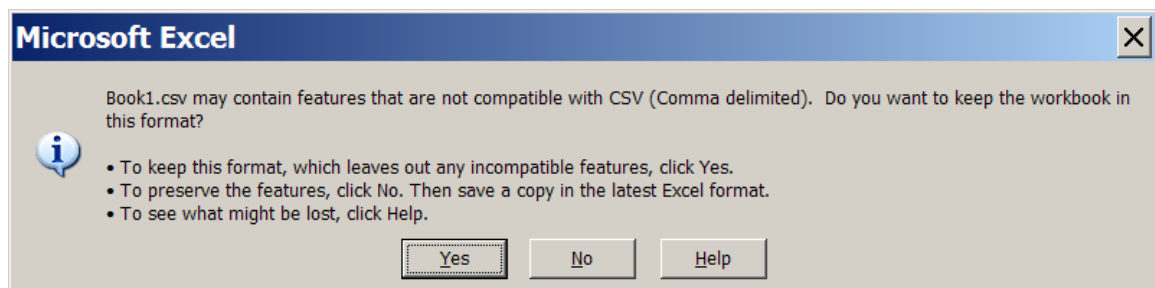 Microsoft Excel
Book1.csv may contain features that are not compatible with CSV (Comma delimited).  Do you want to keep the workbook in
this format?
• To keep this format, which leaves out any incompatible features, click Yes.
• To preserve the features, click No. Then save a copy in the latest Excel format.
• To see what might be lost, click Help.
Yes No Help